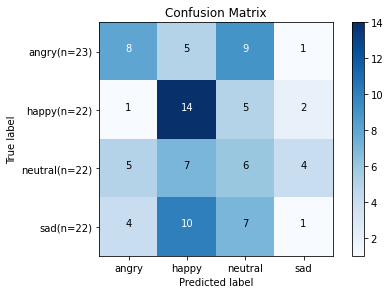 Confusion Matrix
True label
angry(n=23) 8 5 9 1
happy(n=22) 1 14 5 2
neutral(n=22) 5 7 6 4
sad(n=22) 4 10 7 1
angry happy neutral sad
Predicted label
14
12
10
8
6
4
2